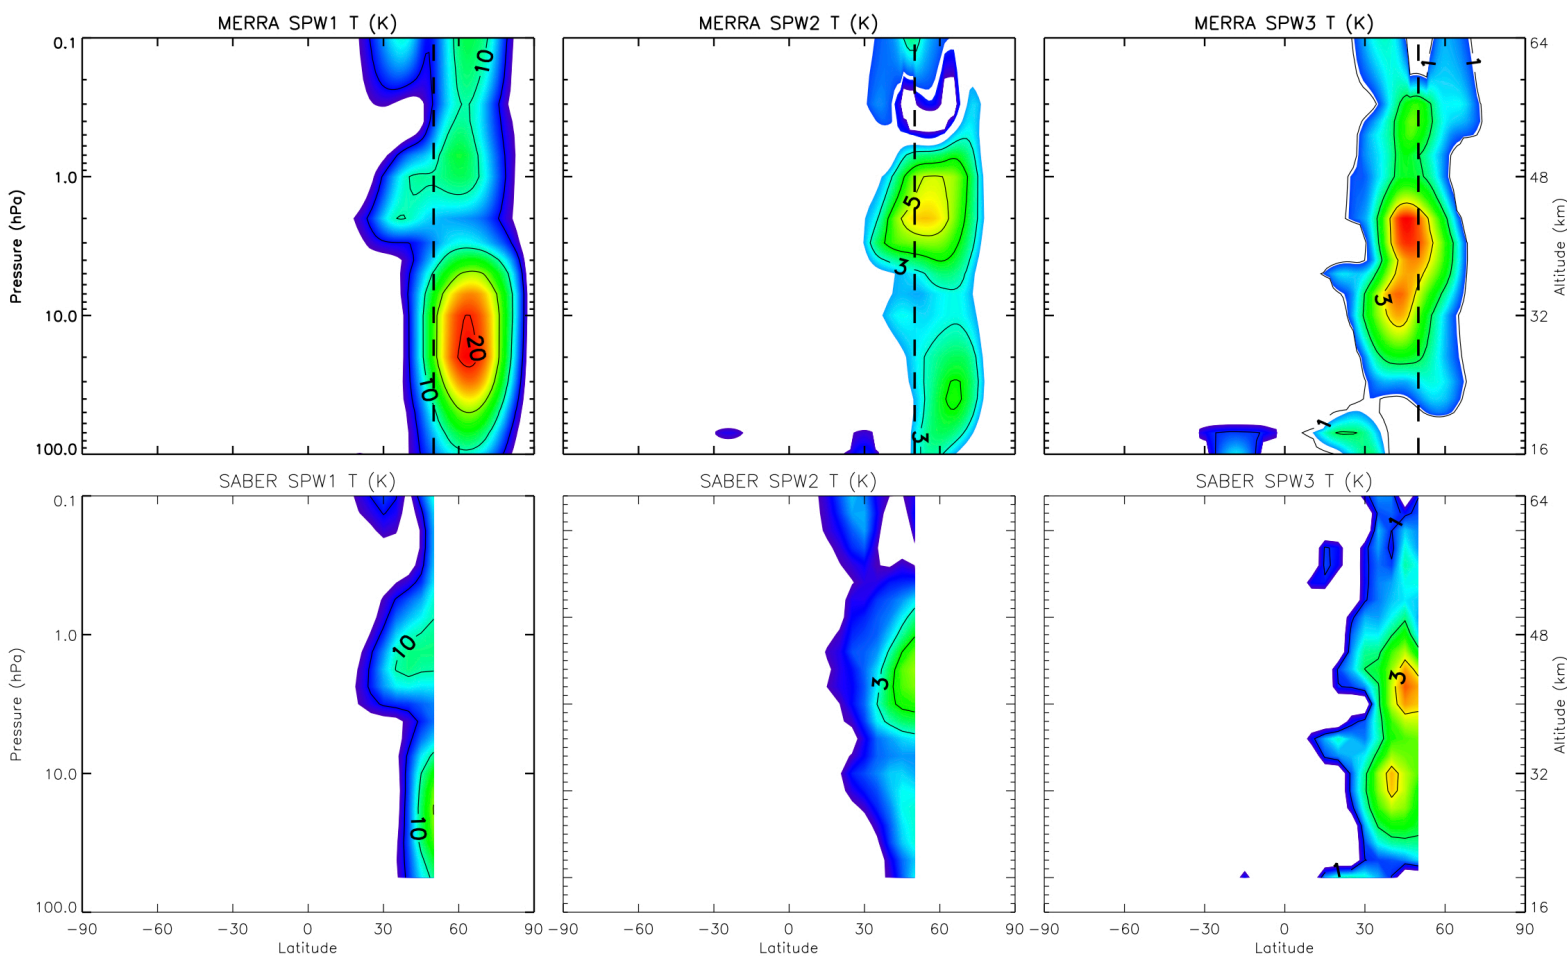 MERRA SPW1 T (K)
MERRA SPW2 T (K)
MERRA SPW3 T (K)
0.1
1.0
10.0
100.0
Pressure (hPa)
10
20
10
5
3
3
1
1
3
1
64
48
32
16
Altitude (km)
SABER SPW1 T (K)
SABER SPW2 T (K)
SABER SPW3 T (K)
0.1
1.0
10.0
100.0
Pressure (hPa)
10
10
3
1
3
1
64
48
32
16
Altitude (km)
−90 −60 −30 0 30 60 90
−60 −30 0 30 60 90
−90 −60 −30 0 30 60 90
Latitude
Latitude
Latitude